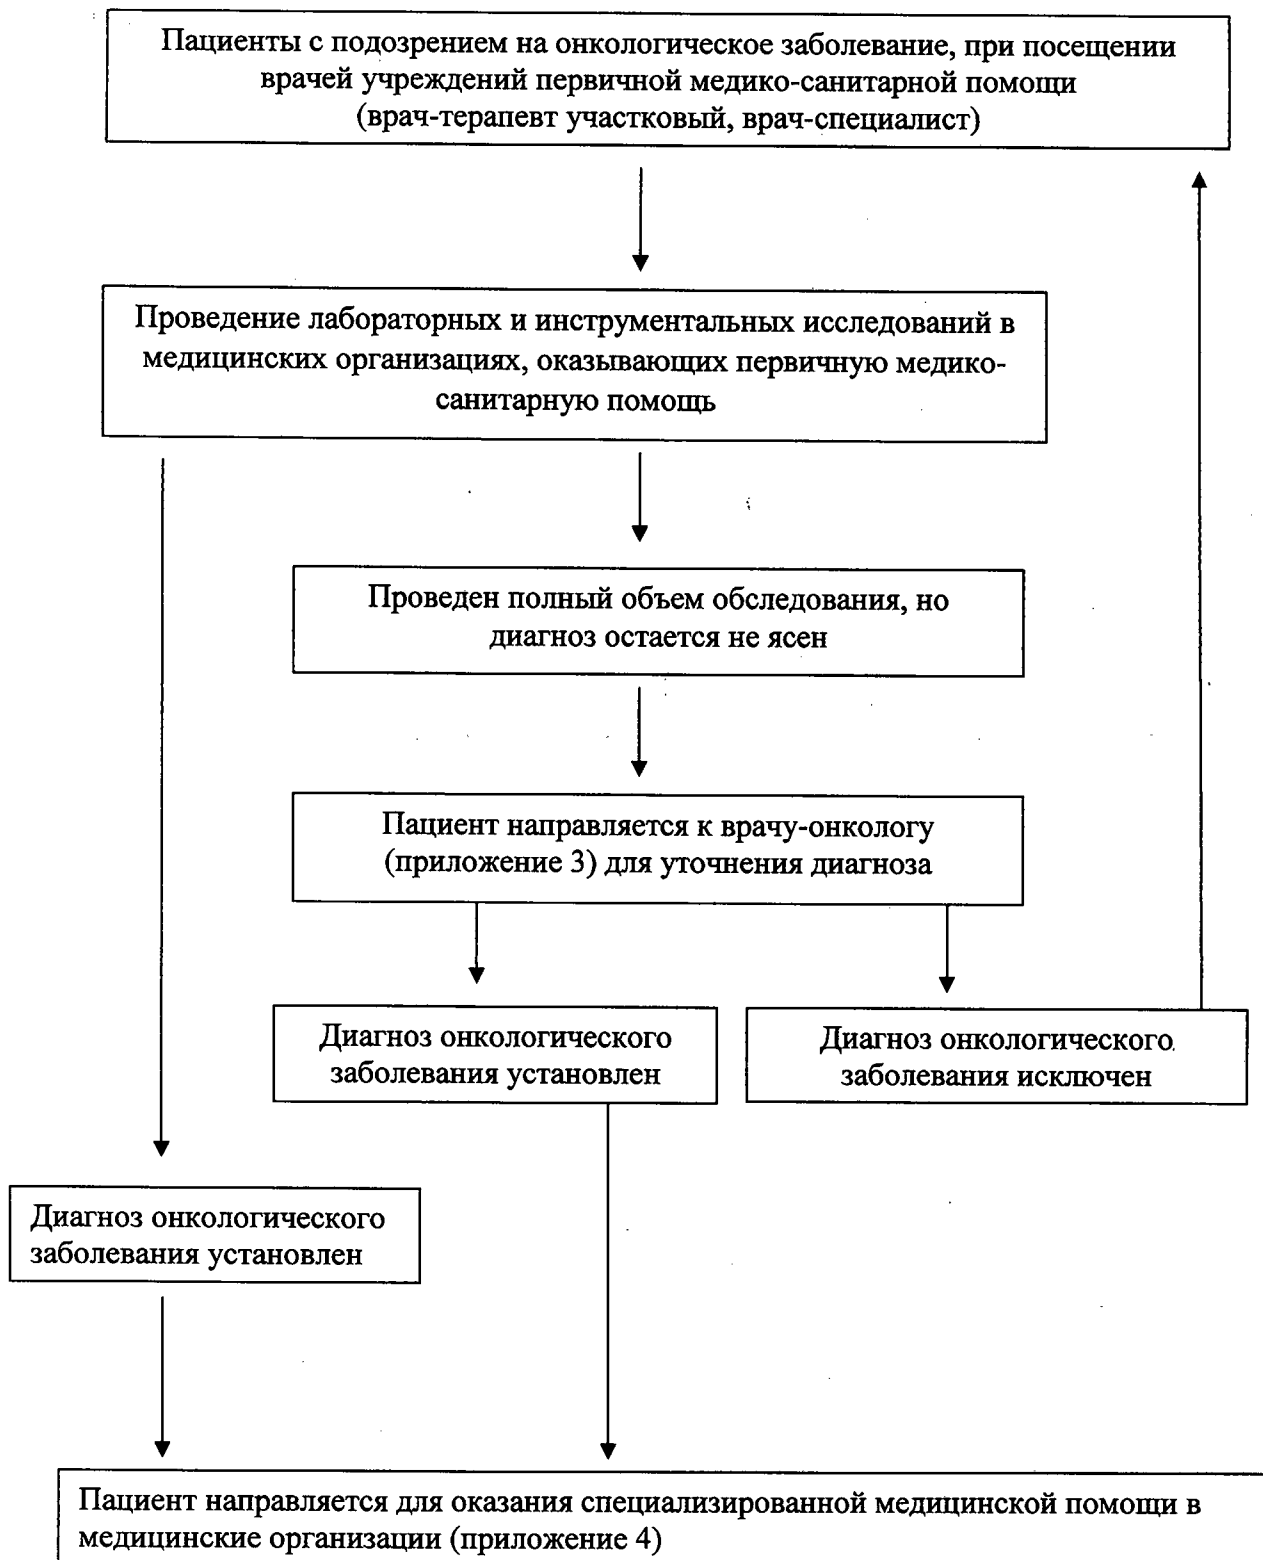 Пациенты с подозрением на онкологическое заболевание, при посещении
врачей учреждений первичной медико-санитарной помощи
(врач-терапевт участковый, врач-специалист)
Проведение лабораторных и инструментальных исследований в
медицинских организациях, оказывающих первичную медико-
санитарную помощь
Проведен полный объем обследования, но
диагноз остается не ясен
Пациент направляется к врачу-онкологу
(приложение 3) для уточнения диагноза
Диагноз онкологического
заболевания установлен
Диагноз онкологического
заболевания исключен
Диагноз онкологического
заболевания установлен
Пациент направляется для оказания специализированной медицинской помощи в
медицинские организации (приложение 4)